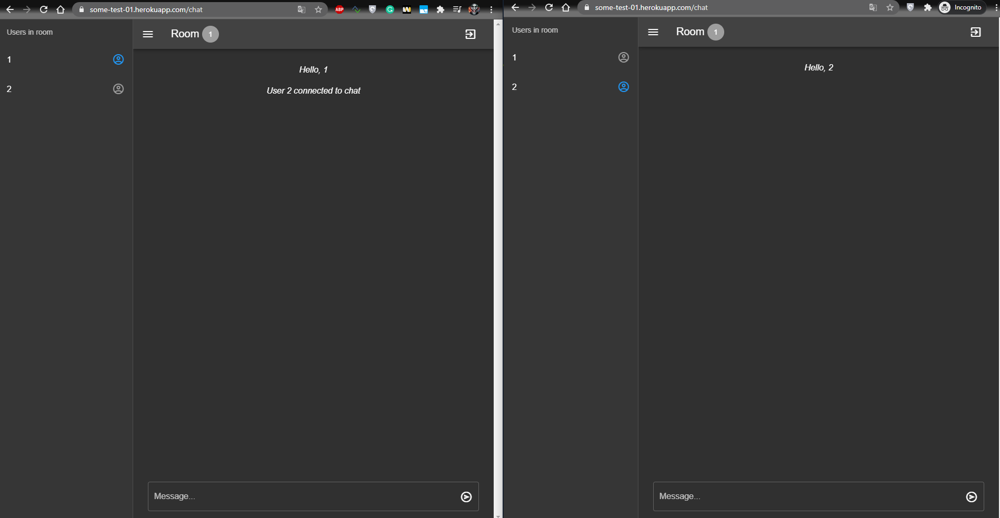 some-test-01.herokuapp.com/chat
ABP
Users in room
Room 1
1
2
Hello, 1
User 2 connected to chat
Message...
some-test-01.herokuapp.com/chat
Incognito
Users in room
Room 1
1
2
Hello, 2
Message...